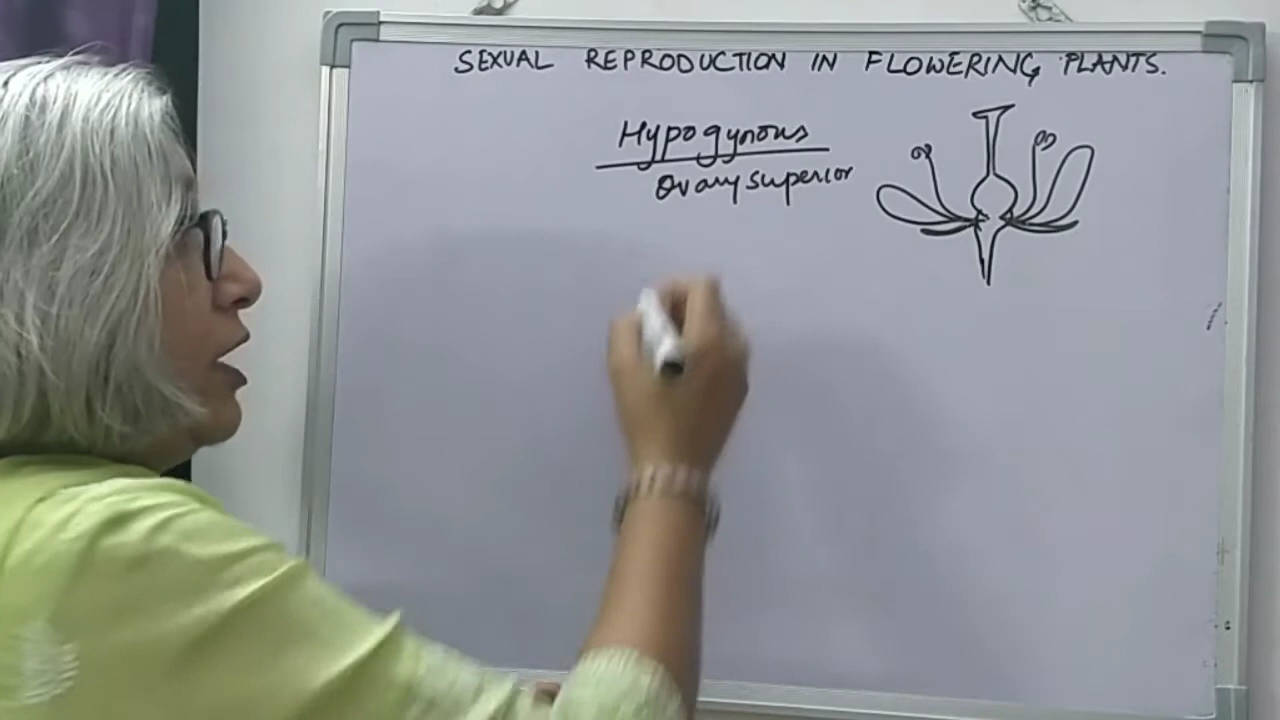 SEXUAL REPRODUCTION IN FLOWERING PLANTS.
Hypogynous
Ovary superior